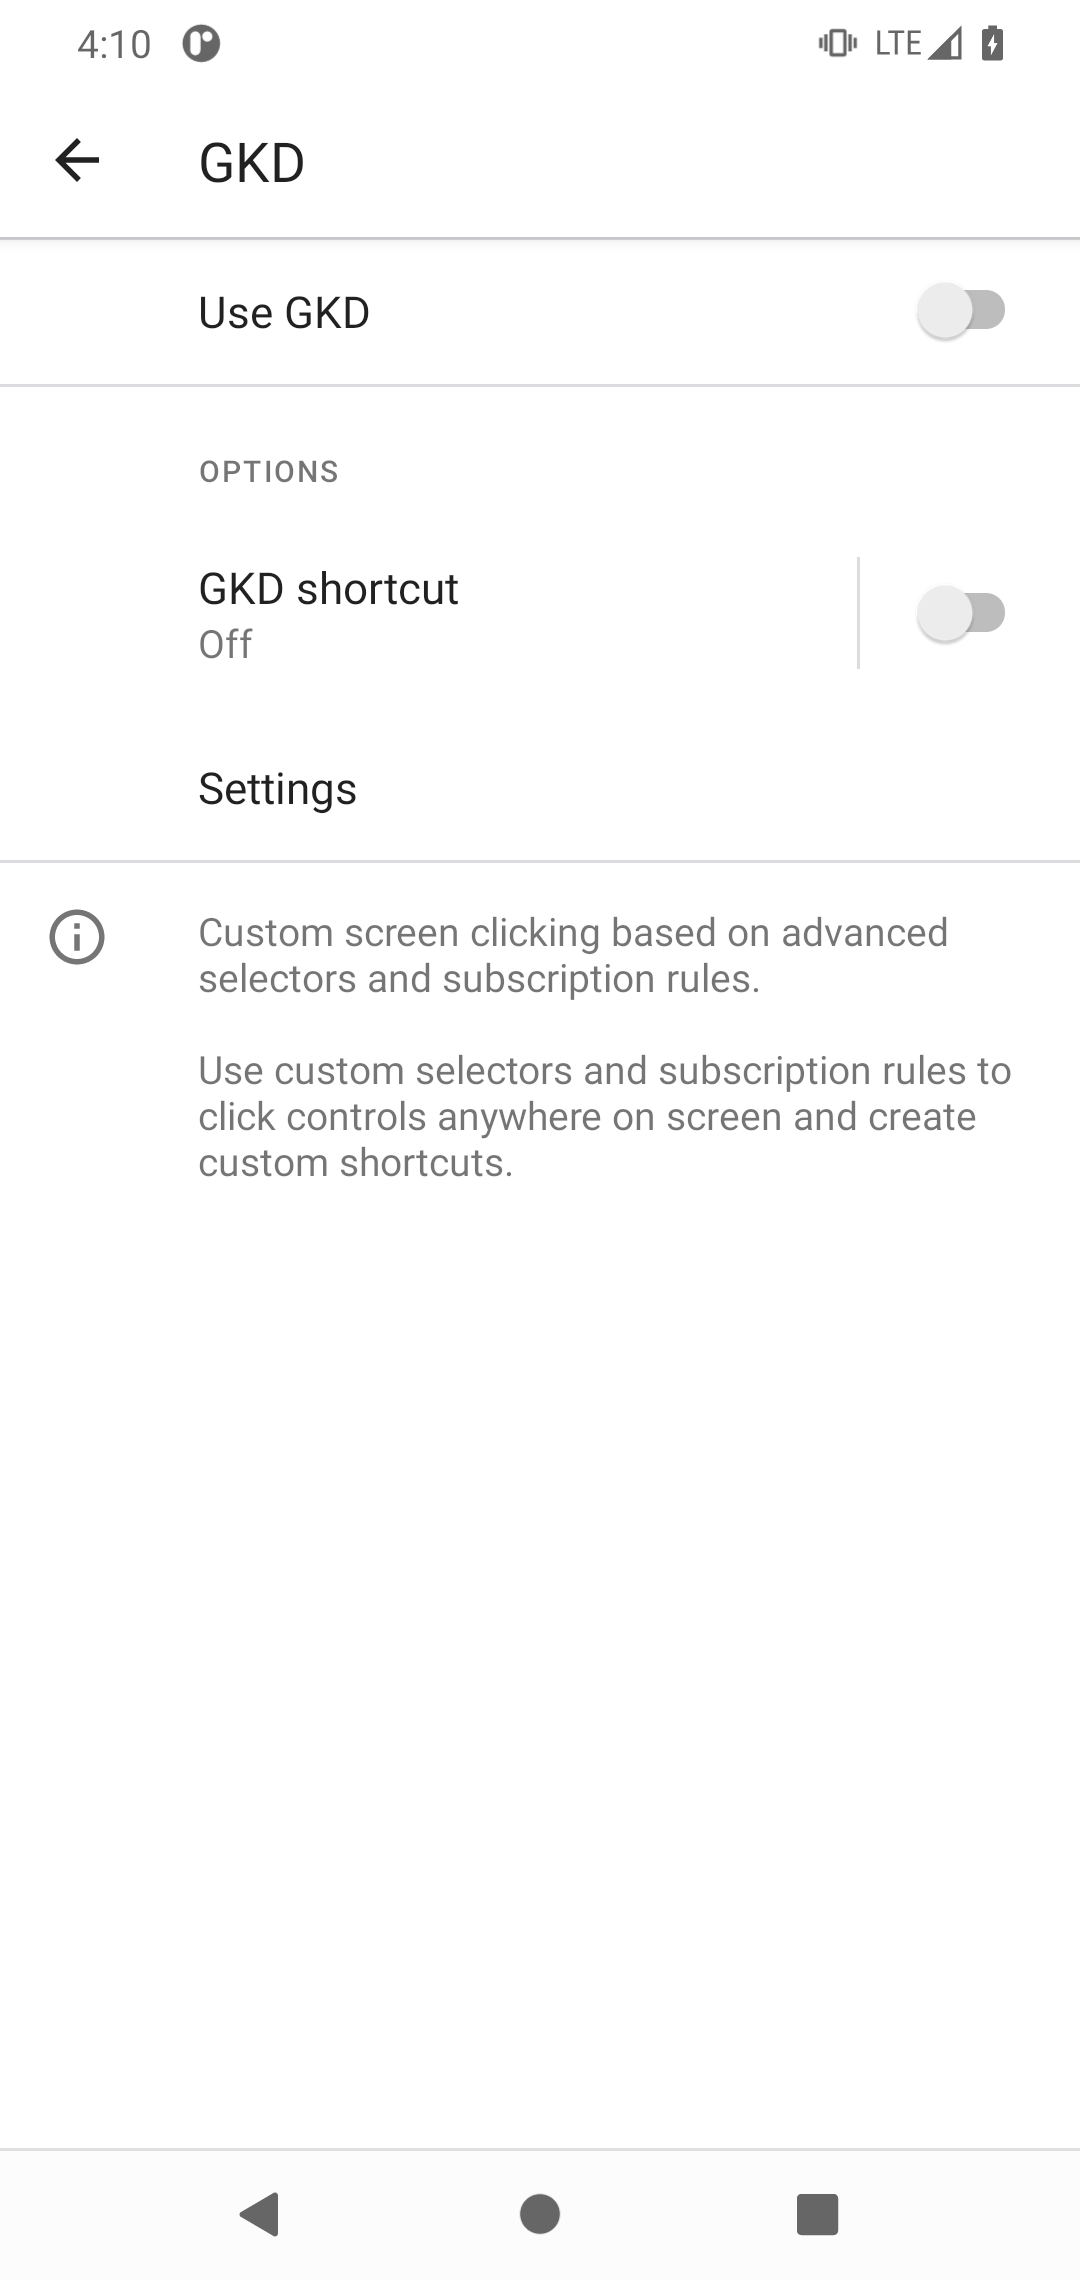 4:10
LTE
GKD
Use GKD
OPTIONS
GKD shortcut
Off
Settings
Custom screen clicking based on advanced
selectors and subscription rules.
Use custom selectors and subscription rules to
click controls anywhere on screen and create
custom shortcuts.